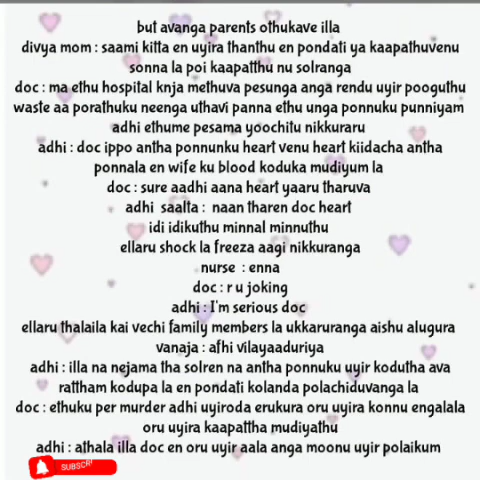 but avanga parents othukave illa
divya mom : saami kitta en uyira thanthu en pondati ya kaapathuvenu
sonna la poi kaapatthu nu solranga
doc : ma ethu hospital knja methuva pesunga anga rendu uyir pooguthu
waste aa porathuku neenga uthavi panna ethu unga ponnuku punniyam
adhi ethume pesama yoochitu nikkuraru
adhi : doc ippo antha ponnunku heart venu heart kiidacha antha
ponnala en wife ku blood koduka mudiyum la
doc : sure aadhi aana heart yaaru tharuva
adhi saalta : naan tharen doc heart
idi idikuthu minnal minnuthu
ellaru shock la freeza aagi nikkuranga
nurse : enna
doc : r u joking
adhi : I'm serious doc
ellaru thalaila kai vechi family members la ukkaruranga aishu alugura
vanaja : afhi vilayaaduriya
adhi : illa na nejama tha solren na antha ponnuku uyir kodutha ava
rattham kodupa la en pondati kolanda polachiduvanga la
doc : ethuku per murder adhi uyiroda erukura oru uyira konnu engalala
oru uyira kaapattha mudiyathu
adhi : athala illa doc en oru uyir aala anga moonu uyir polaikum
SUBSCRI